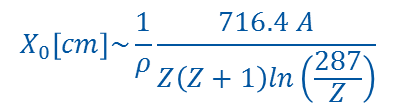 X₀[cm]~ 1/ρ 716.4 A / Z(Z + 1)ln(287/Z)